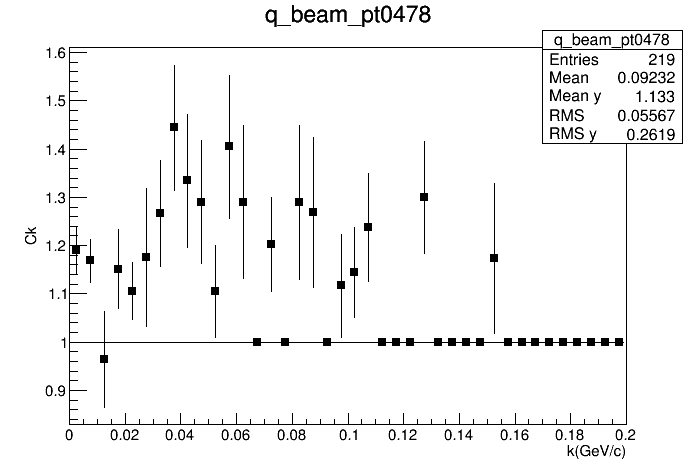 q_beam_pt0478
q_beam_pt0478
Entries 219
Mean 0.09232
Mean y 1.133
RMS 0.05567
RMS y 0.2619
Ck
1.6
1.5
1.4
1.3
1.2
1.1
1
0.9
0 0.02 0.04 0.06 0.08 0.1 0.12 0.14 0.16 0.18 0.2
k(GeV/c)